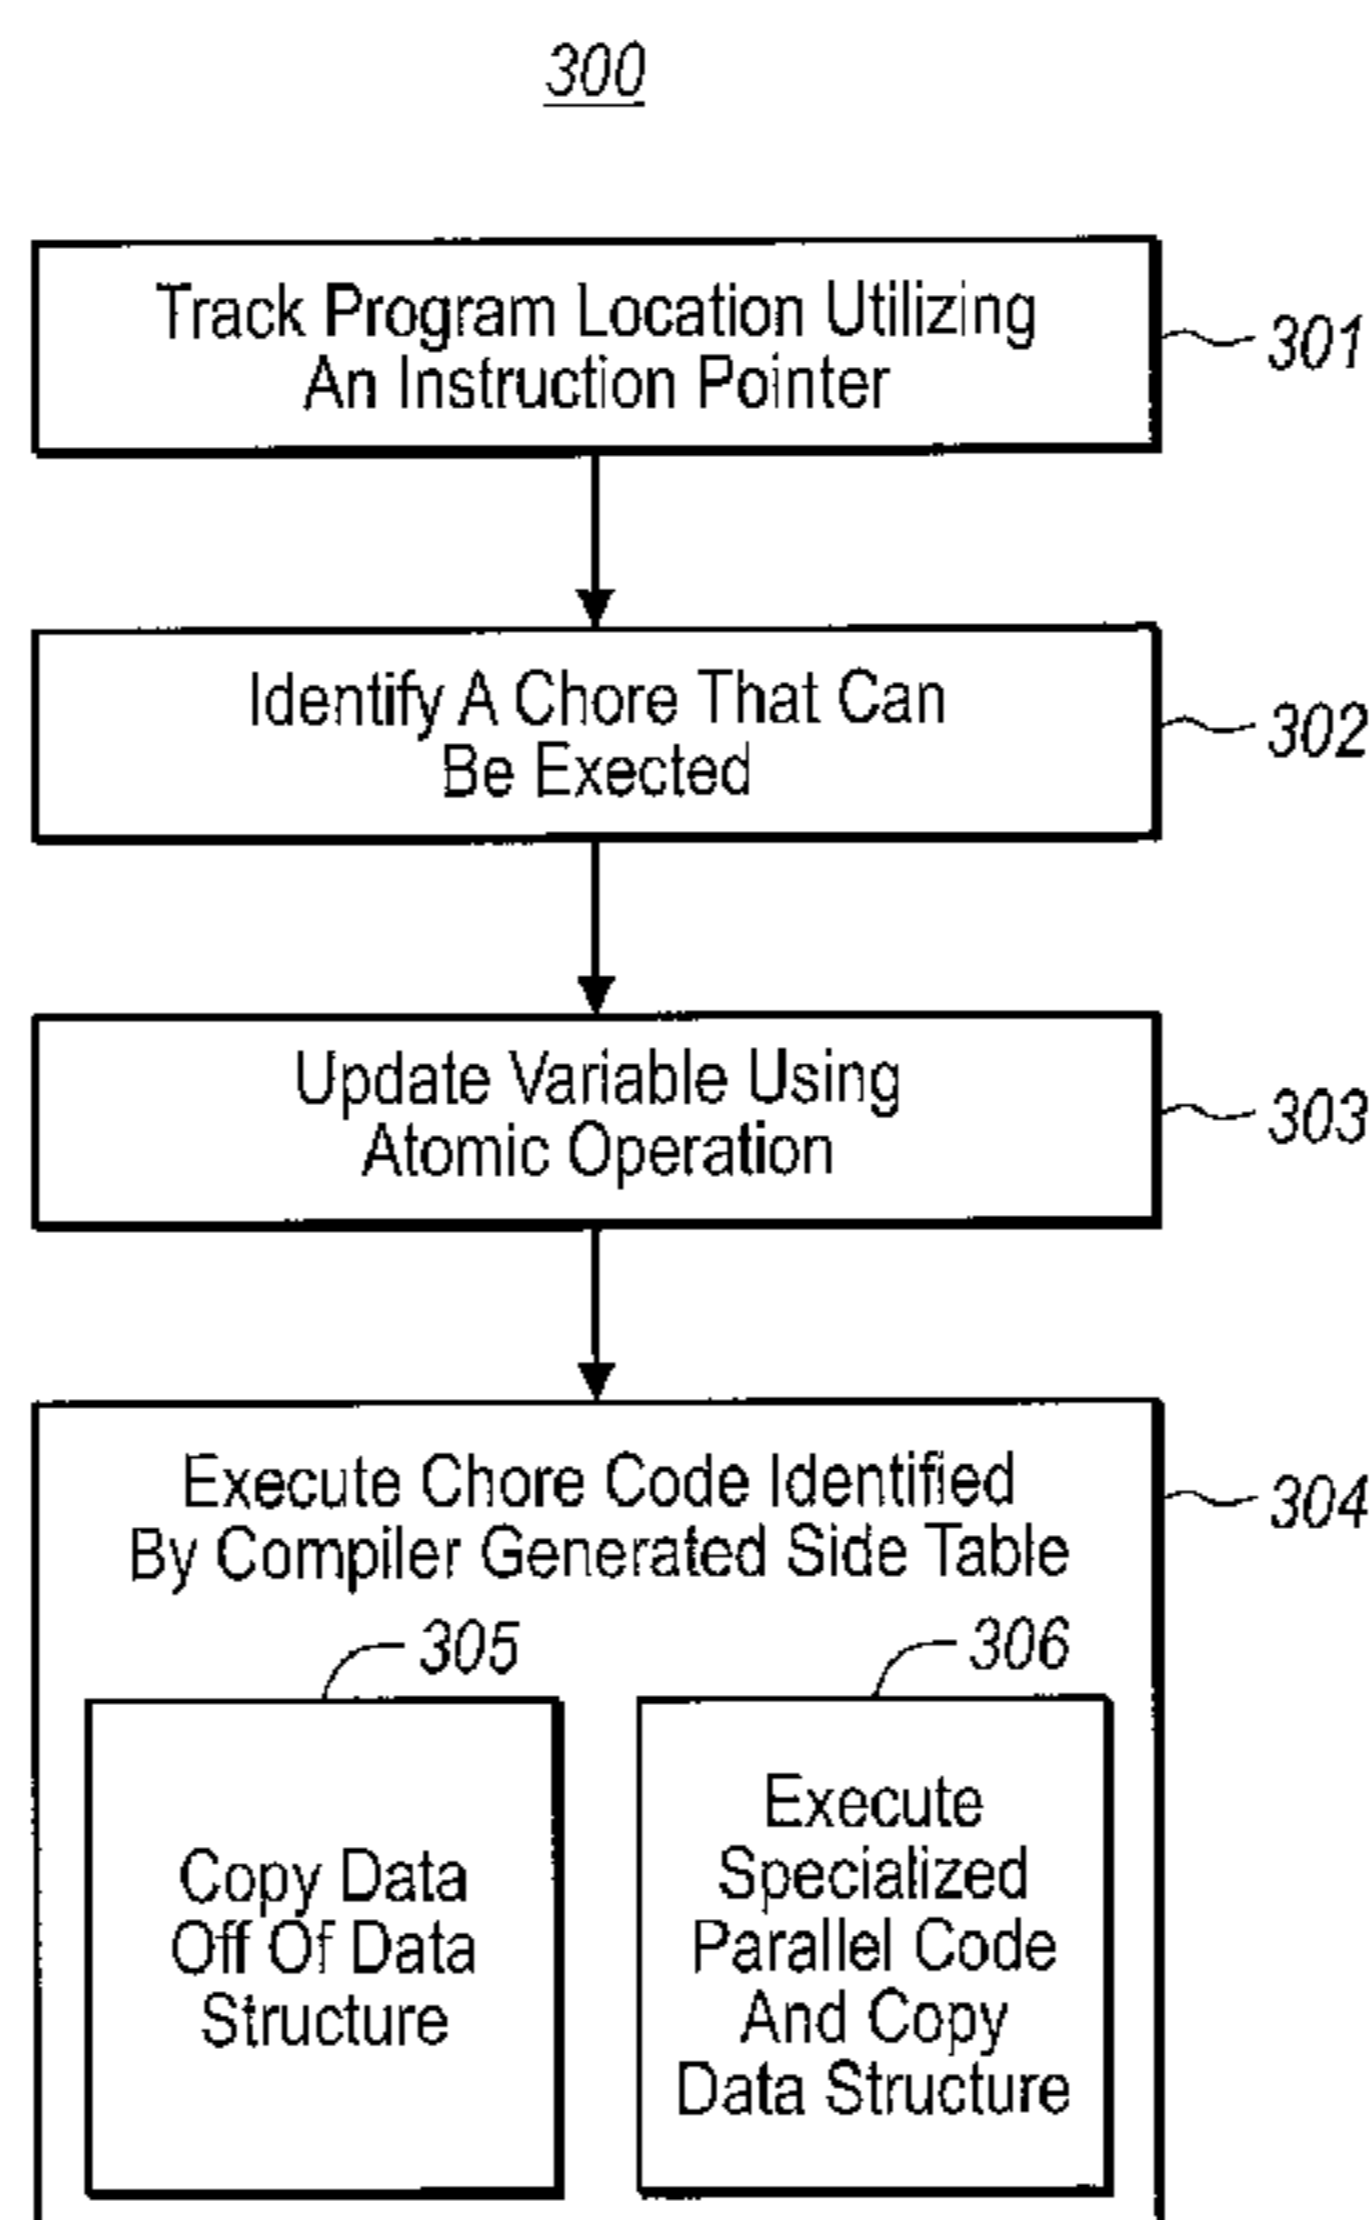 300
Track Program Location Utilizing
An Instruction Pointer
301
Identify A Chore That Can
Be Exected
302
Update Variable Using
Atomic Operation
303
Execute Chore Code Identified
By Compiler Generated Side Table
304
305
Copy Data
Off Of Data
Structure
306
Execute
Specialized
Parallel Code
And Copy
Data Structure